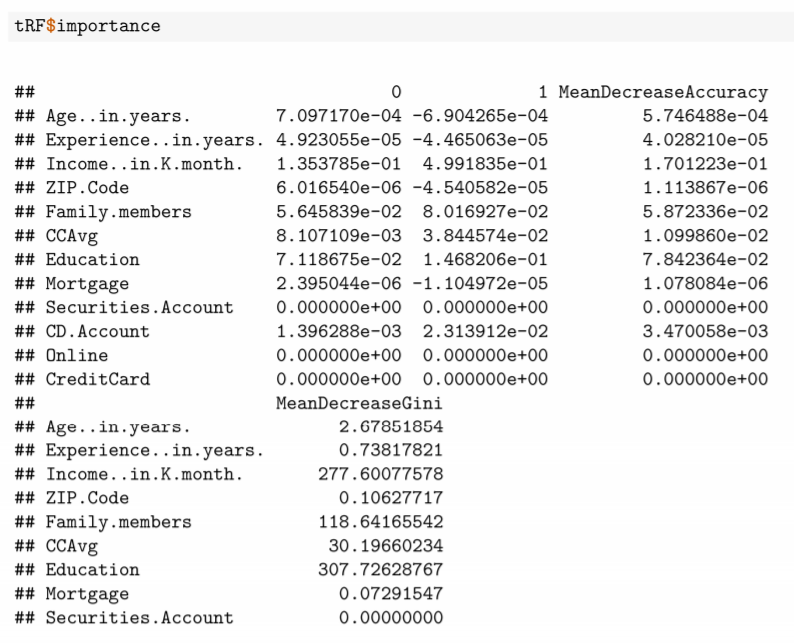 tRF$importance
## 0 1 MeanDecreaseAccuracy
## Age..in.years. 7.097170e-04 -6.904265e-04 5.746488e-04
## Experience..in.years. 4.923055e-05 -4.465063e-05 4.028210e-05
## Income..in.K.month. 1.353785e-01 4.991835e-01 1.701223e-01
## ZIP.Code 6.016540e-06 -4.540582e-05 1.113867e-06
## Family.members 5.645839e-02 8.016927e-02 5.872336e-02
## CCAvg 8.107109e-03 3.844574e-02 1.099860e-02
## Education 7.118675e-02 1.468206e-01 7.842364e-02
## Mortgage 2.395044e-06 -1.104972e-05 1.078084e-06
## Securities.Account 0.000000e+00 0.000000e+00 0.000000e+00
## CD.Account 1.396288e-03 2.313912e-02 3.470058e-03
## Online 0.000000e+00 0.000000e+00 0.000000e+00
## CreditCard 0.000000e+00 0.000000e+00 0.000000e+00
## MeanDecreaseGini
## Age..in.years. 2.67851854
## Experience..in.years. 0.73817821
## Income..in.K.month. 277.60077578
## ZIP.Code 0.10627717
## Family.members 118.64165542
## CCAvg 30.19660234
## Education 307.72628767
## Mortgage 0.07291547
## Securities.Account 0.00000000